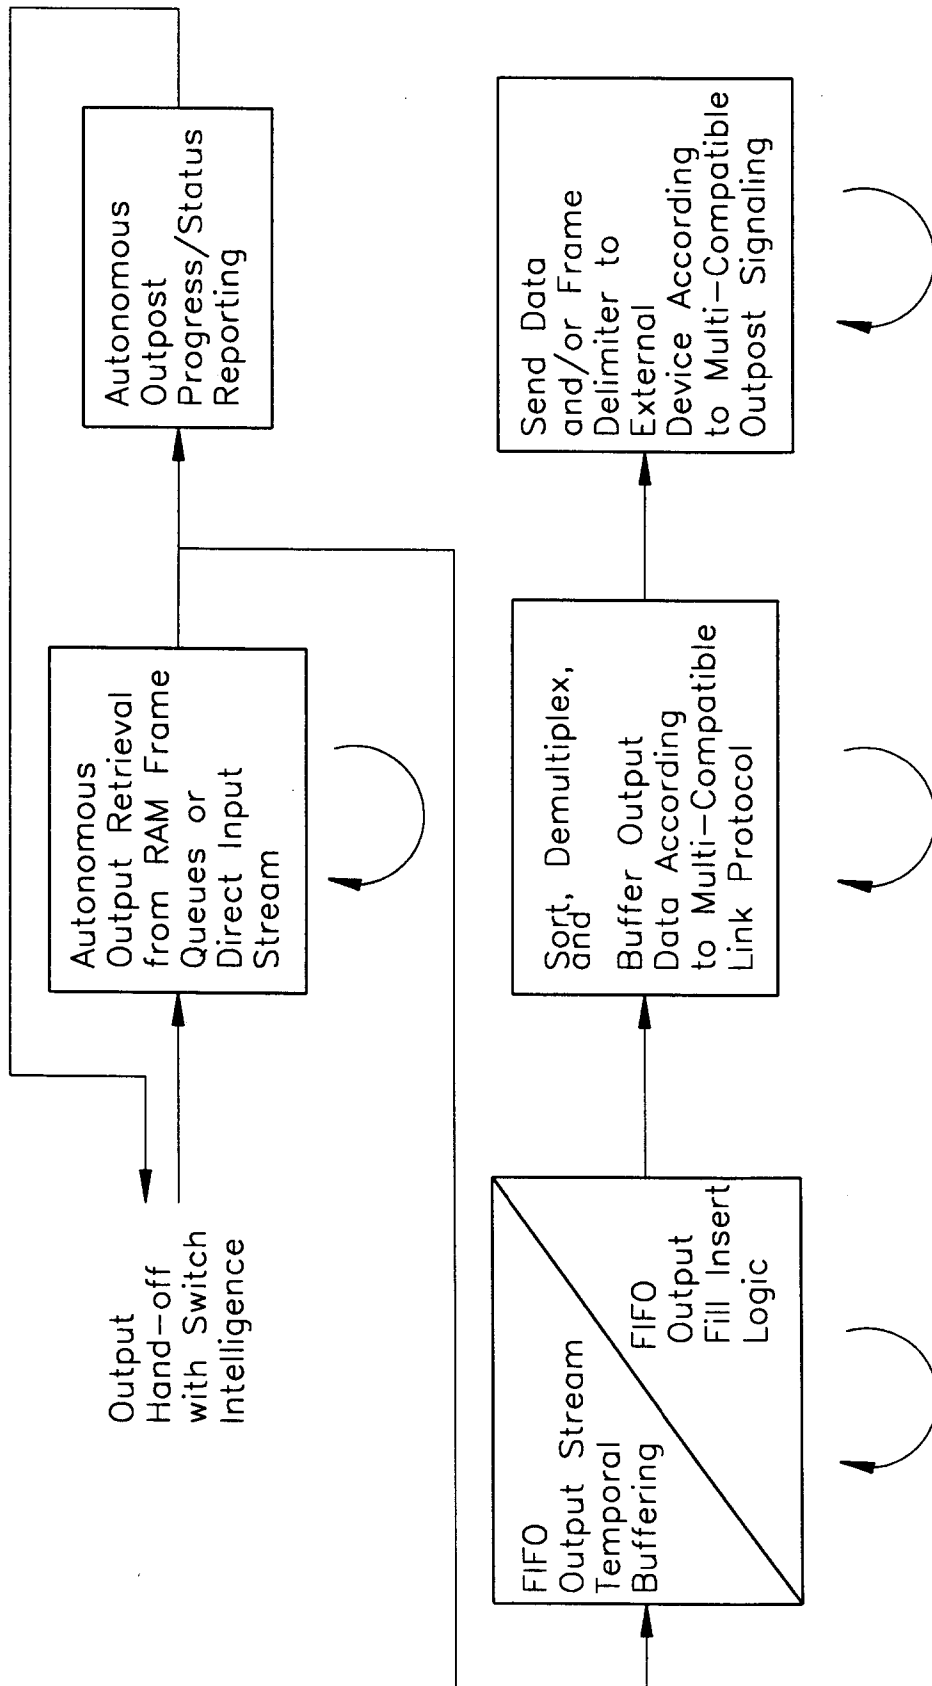 Output
Hand-off
with Switch
Intelligence
Autonomous
Output Retrieval
from RAM Frame
Queues or
Direct Input
Stream
Autonomous
Outpost
Progress/Status
Reporting
FIFO
Output Stream
Temporal
Buffering
FIFO
Output
Fill Insert
Logic
Sort, Demultiplex,
and
Buffer Output
Data According
to Multi-Compatible
Link Protocol
Send Data
and/or Frame
Delimiter to
External
Device According
to Multi-Compatible
Outpost Signaling